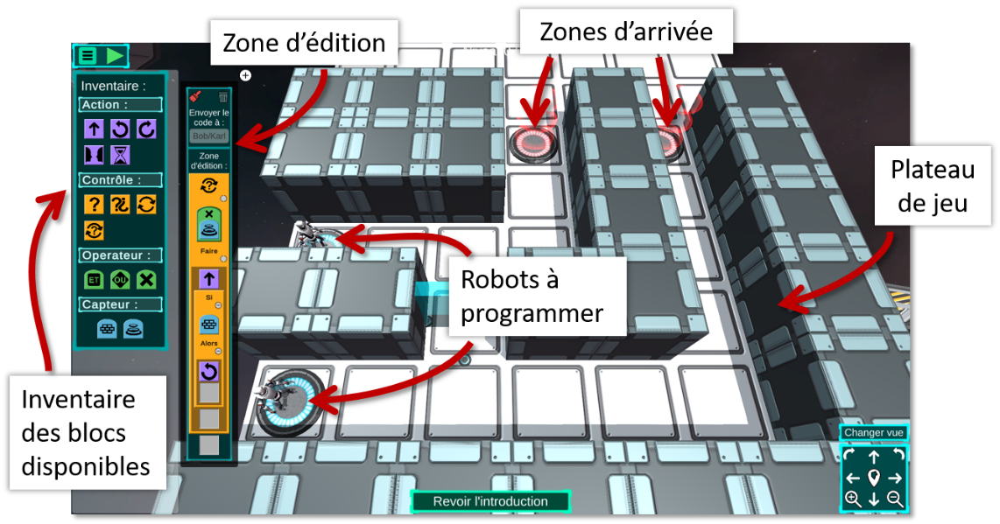 Zone d'édition
Zones d'arrivée
Inventaire :
Action :
Envoyer le
code à :
Bob/Karl
Zone
d'édition :
Contrôle :
Faire
Operateur :
ET
OU
Si
Capteur :
Alors
Plateau
de jeu
Robots à
programmer
Inventaire
des blocs
disponibles
Changer vue
Revoir l'introduction